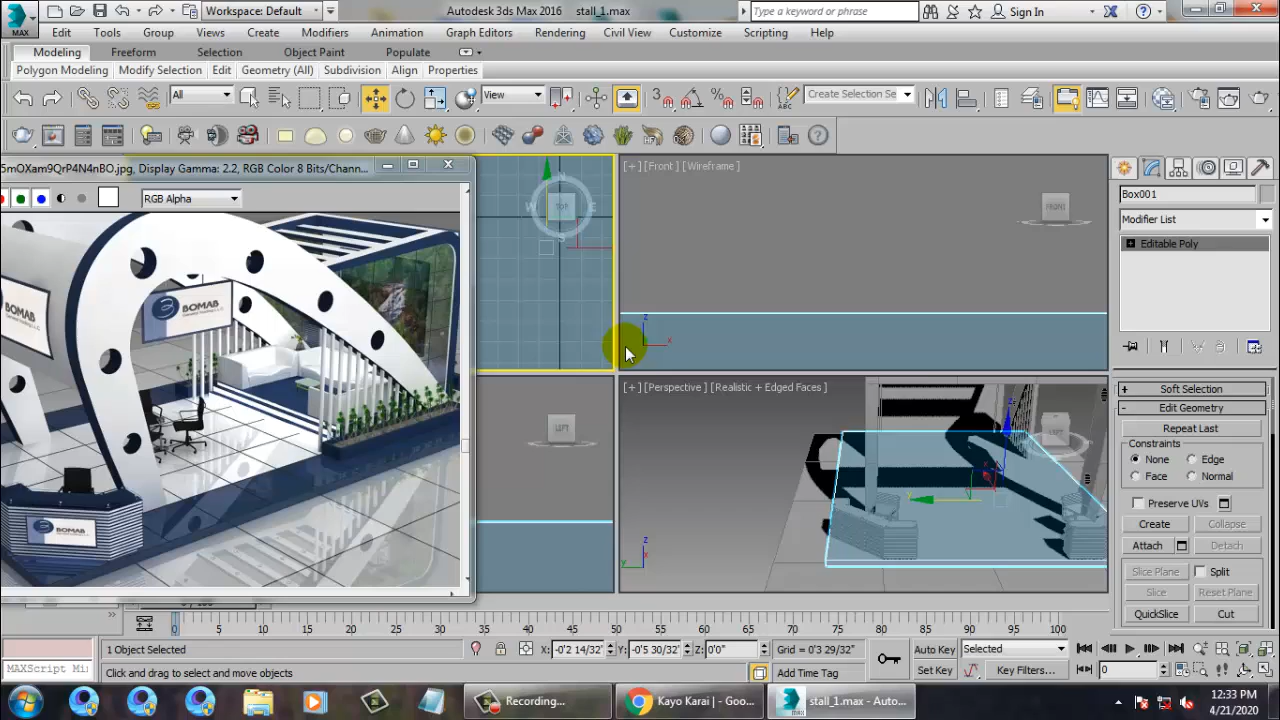 MAX
Workspace: Default
Autodesk 3ds Max 2016 stall_1.max
Type a keyword or phrase
Sign In
Edit Tools Group Views Create Modifiers Animation Graph Editors Rendering Civil View Customize Scripting Help
Modeling Freeform Selection Object Paint Populate
Polygon Modeling Modify Selection Edit Geometry (All) Subdivision Align Properties
All
View
3
ABC
Create Selection Se
5mOXam9QrP4N4nBO.jpg, Display Gamma: 2.2, RGB Color 8 Bits/Chann...
RGB Alpha
BOMAB
BOMAB
BOMAB
TOP
[+] [Front] [Wireframe]
FRONT
z
x
LEFT
[+] [Perspective] [Realistic + Edged Faces]
LEFT
z
y
x
Box001
Modifier List
Editable Poly
+ Soft Selection
- Edit Geometry
Repeat Last
Constraints
None Edge
Face Normal
Preserve UVs
Create Collapse
Attach Detach
Slice Plane Split
Slice Reset Plane
QuickSlice Cut
0 5 10 15 20 25 30 35 40 45 50 55 60 65 70 75 80 85 90 95 100
1 Object Selected
X: -0'2 14/32" Y: -0'5 30/32" Z: 0'0"
Grid = 0'3 29/32"
Auto Key Selected
MAXScript Mi
Click and drag to select and move objects
Add Time Tag
Set Key Key Filters... 0
Recording...
Kayo Karai | - Goo...
stall_1.max - Auto...
12:33 PM
4/21/2020